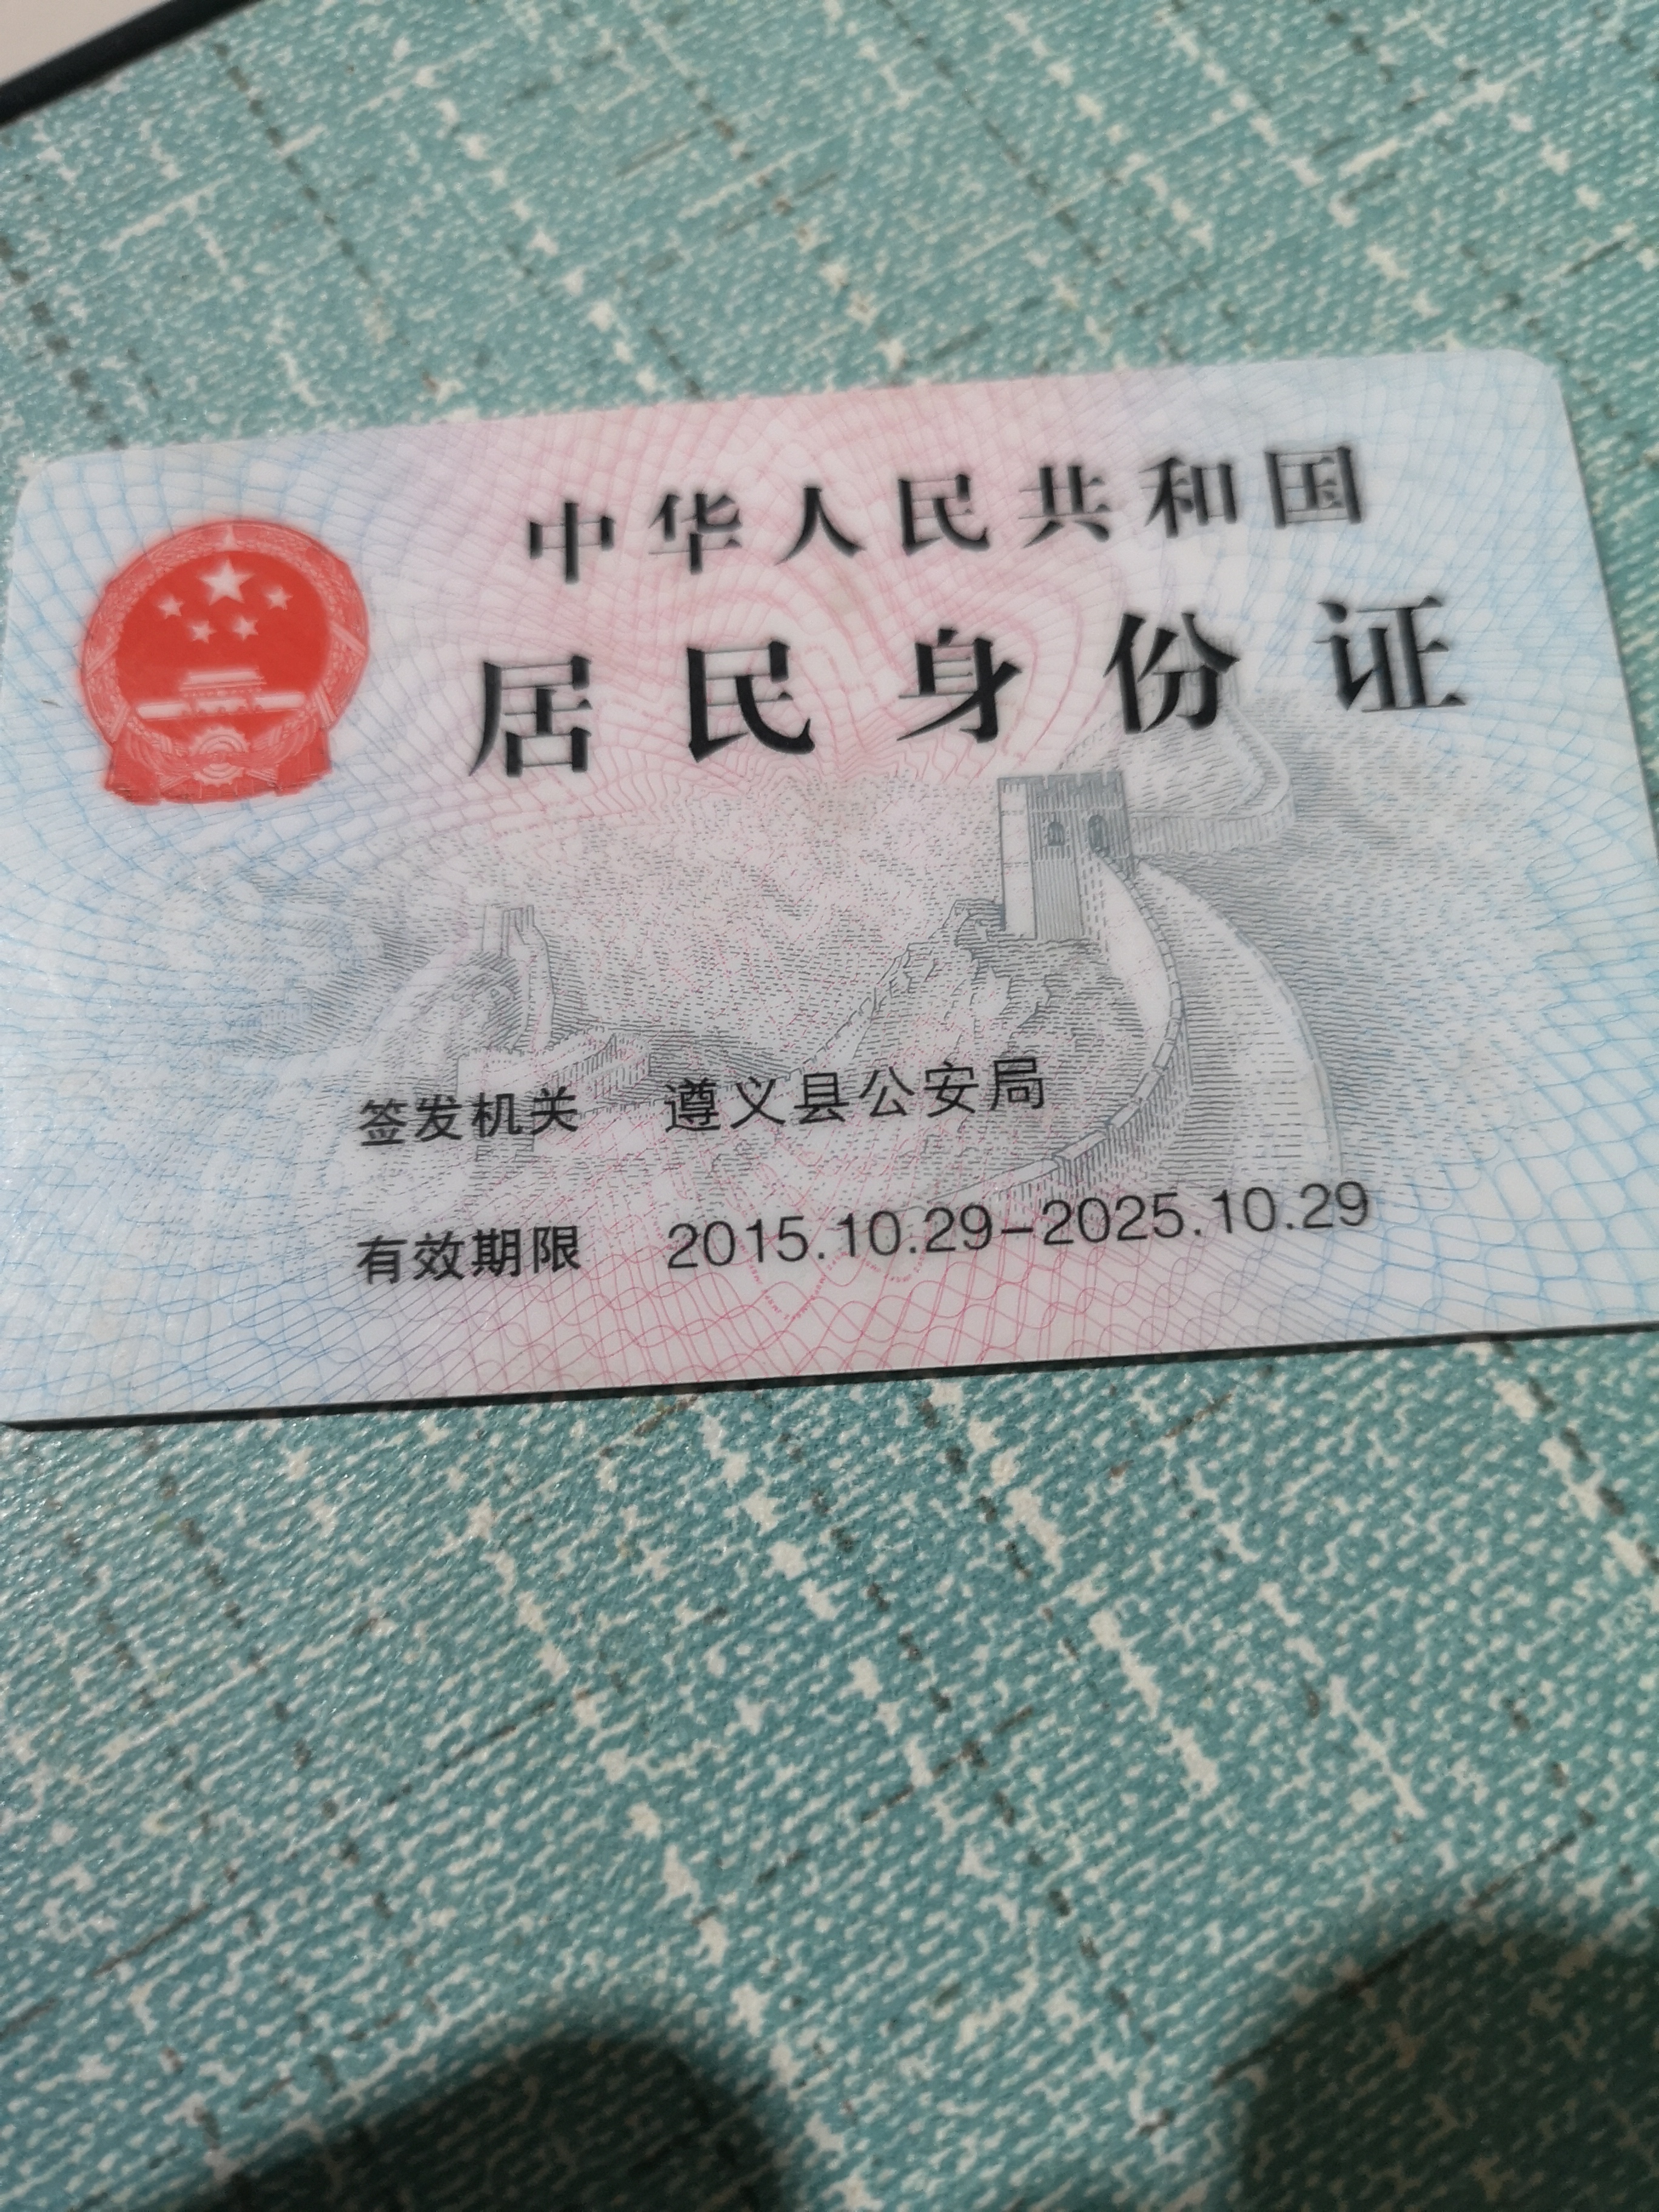 中华人民共和国
居民身份证
签发机关 遵义县公安局
有效期限 2015.10.29-2025.10.29